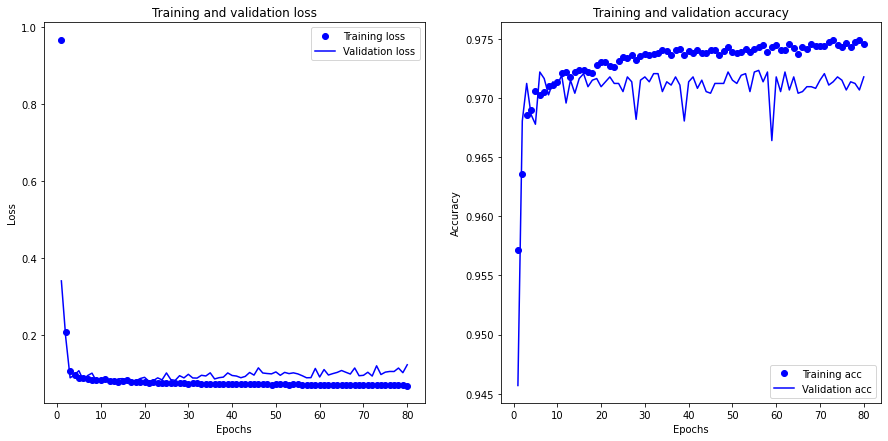 Training and validation loss
1.0
0.8
0.6
0.4
0.2
Loss
Training loss
Validation loss
0 10 20 30 40 50 60 70 80
Epochs
Training and validation accuracy
0.975
0.970
0.965
0.960
0.955
0.950
0.945
Accuracy
Training acc
Validation acc
0 10 20 30 40 50 60 70 80
Epochs